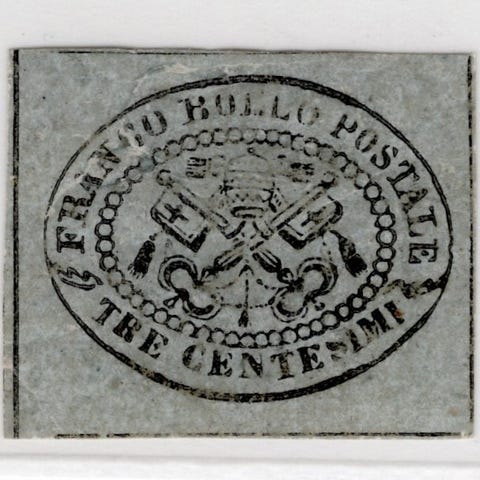 FRANCO BOLLO POSTALE
TRE CENTESIMI